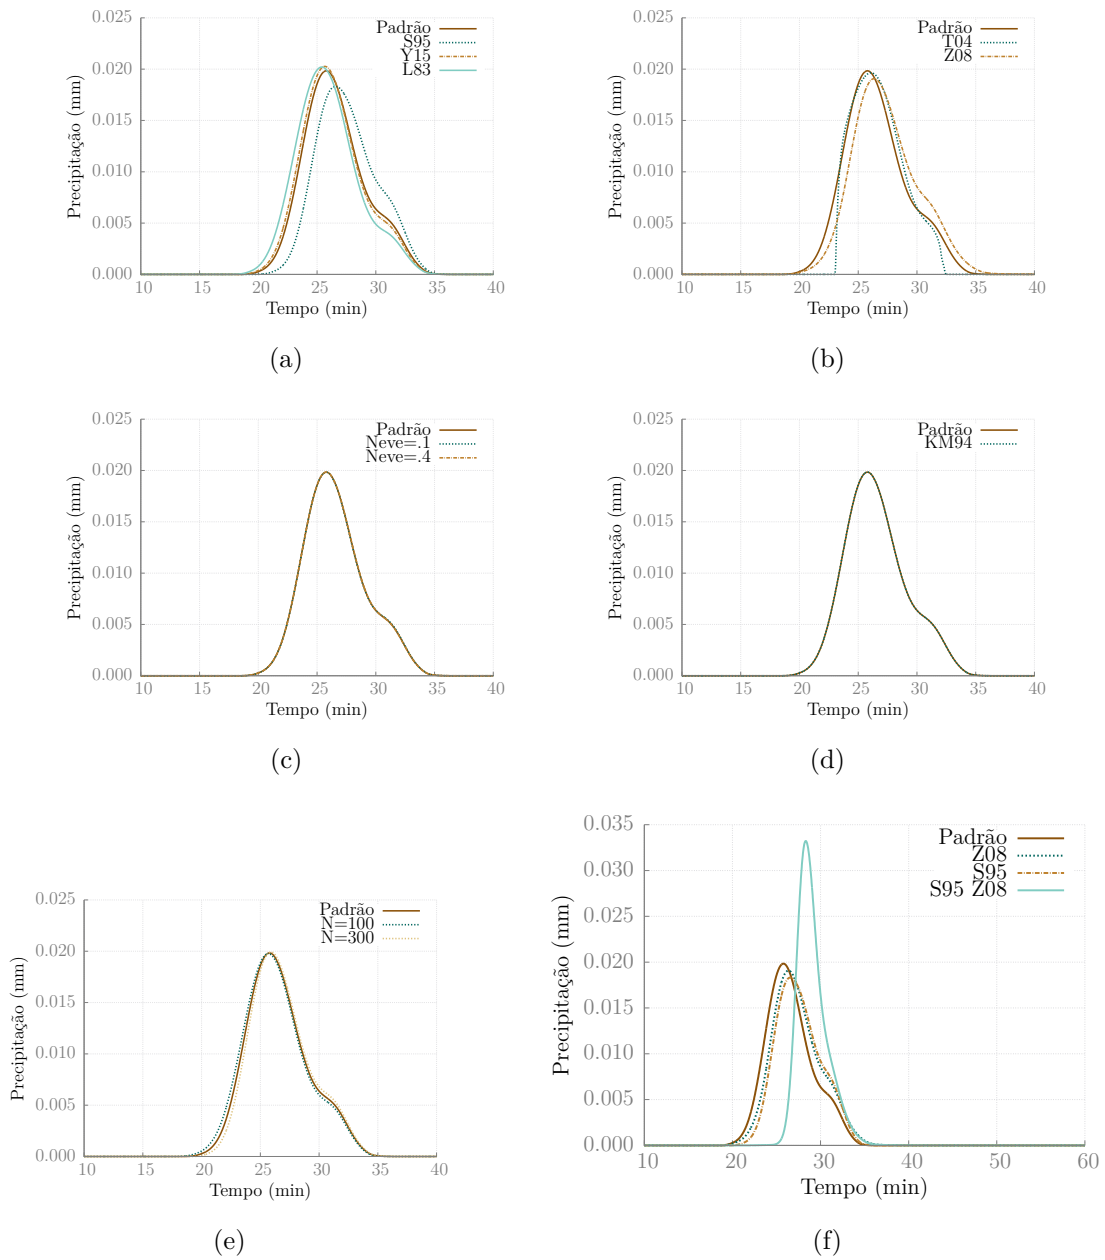 0.025
0.020
0.015
0.010
0.005
0.000
Precipitação (mm)
Padrão
S95
Y15
L83
10 15 20 25 30 35 40
Tempo (min)
(a)
0.025
0.020
0.015
0.010
0.005
0.000
Precipitação (mm)
Padrão
T04
Z08
10 15 20 25 30 35 40
Tempo (min)
(b)
0.025
0.020
0.015
0.010
0.005
0.000
Precipitação (mm)
Padrão
Neve=.1
Neve=.4
10 15 20 25 30 35 40
Tempo (min)
(c)
0.025
0.020
0.015
0.010
0.005
0.000
Precipitação (mm)
Padrão
KM94
10 15 20 25 30 35 40
Tempo (min)
(d)
0.025
0.020
0.015
0.010
0.005
0.000
Precipitação (mm)
Padrão
N=100
N=300
10 15 20 25 30 35 40
Tempo (min)
(e)
0.035
0.030
0.025
0.020
0.015
0.010
0.005
0.000
Precipitação (mm)
Padrão
Z08
S95
S95 Z08
10 20 30 40 50 60
Tempo (min)
(f)